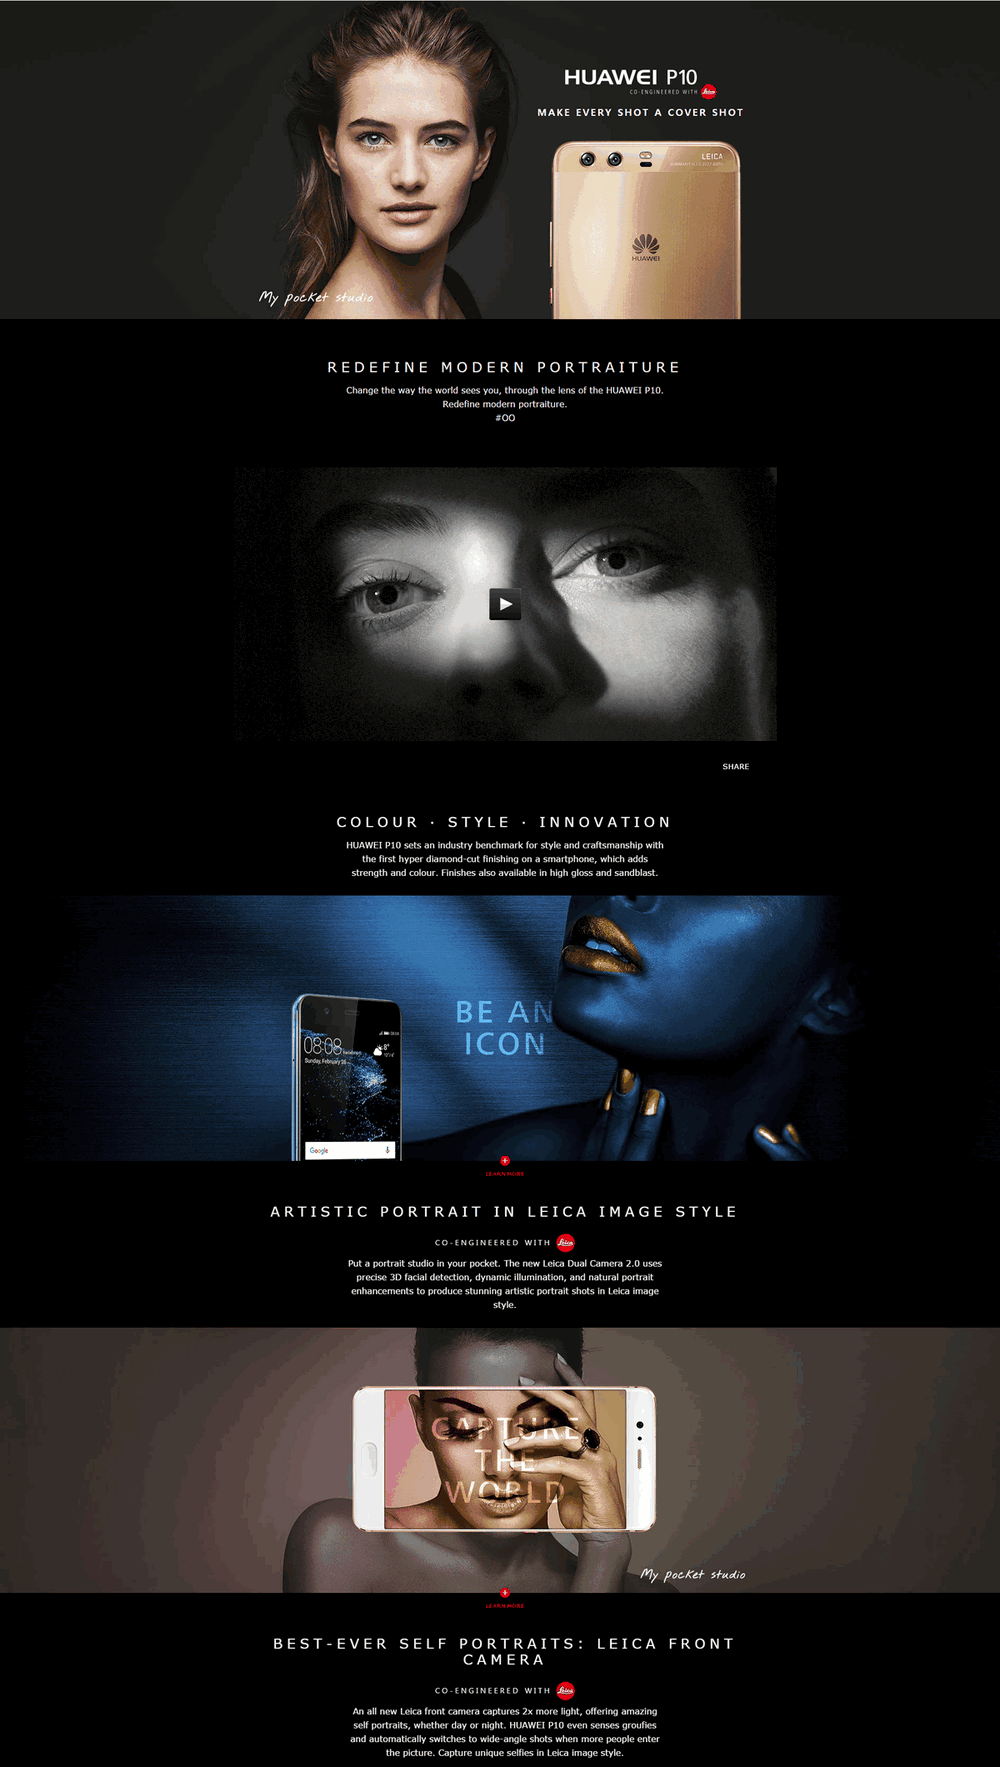 HUAWEI P10
CO-ENGINEERED WITH Leica
MAKE EVERY SHOT A COVER SHOT
LEICA
HUAWEI
My pocket studio
REDEFINE MODERN PORTRAITURE
Change the way the world sees you, through the lens of the HUAWEI P10.
Redefine modern portraiture.
#OO
SHARE
COLOUR · STYLE · INNOVATION
HUAWEI P10 sets an industry benchmark for style and craftsmanship with
the first hyper diamond-cut finishing on a smartphone, which adds
strength and colour. Finishes also available in high gloss and sandblast.
BE AN
ICON
08:08
8°
Sunday, February 26
Google
LEARN MORE
ARTISTIC PORTRAIT IN LEICA IMAGE STYLE
CO-ENGINEERED WITH Leica
Put a portrait studio in your pocket. The new Leica Dual Camera 2.0 uses
precise 3D facial detection, dynamic illumination, and natural portrait
enhancements to produce stunning artistic portrait shots in Leica image
style.
CAPTURE
THE
WORLD
My pocket studio
LEARN MORE
BEST-EVER SELF PORTRAITS: LEICA FRONT
CAMERA
CO-ENGINEERED WITH Leica
An all new Leica front camera captures 2x more light, offering amazing
self portraits, whether day or night. HUAWEI P10 even senses groufies
and automatically switches to wide-angle shots when more people enter
the picture. Capture unique selfies in Leica image style.